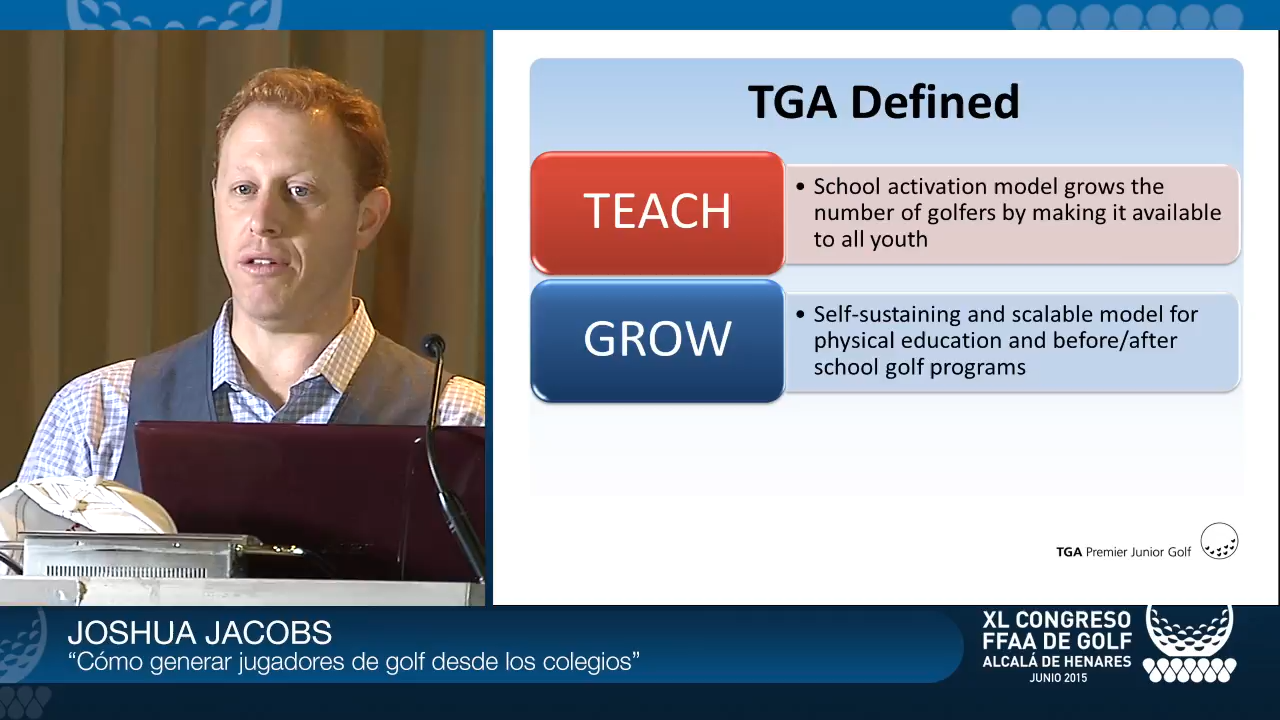 TGA Defined
TEACH
• School activation model grows the
number of golfers by making it available
to all youth
GROW
• Self-sustaining and scalable model for
physical education and before/after
school golf programs
TGA Premier Junior Golf
JOSHUA JACOBS
“Cómo generar jugadores de golf desde los colegios”
XL CONGRESO
FFAA DE GOLF
ALCALÁ DE HENARES
JUNIO 2015